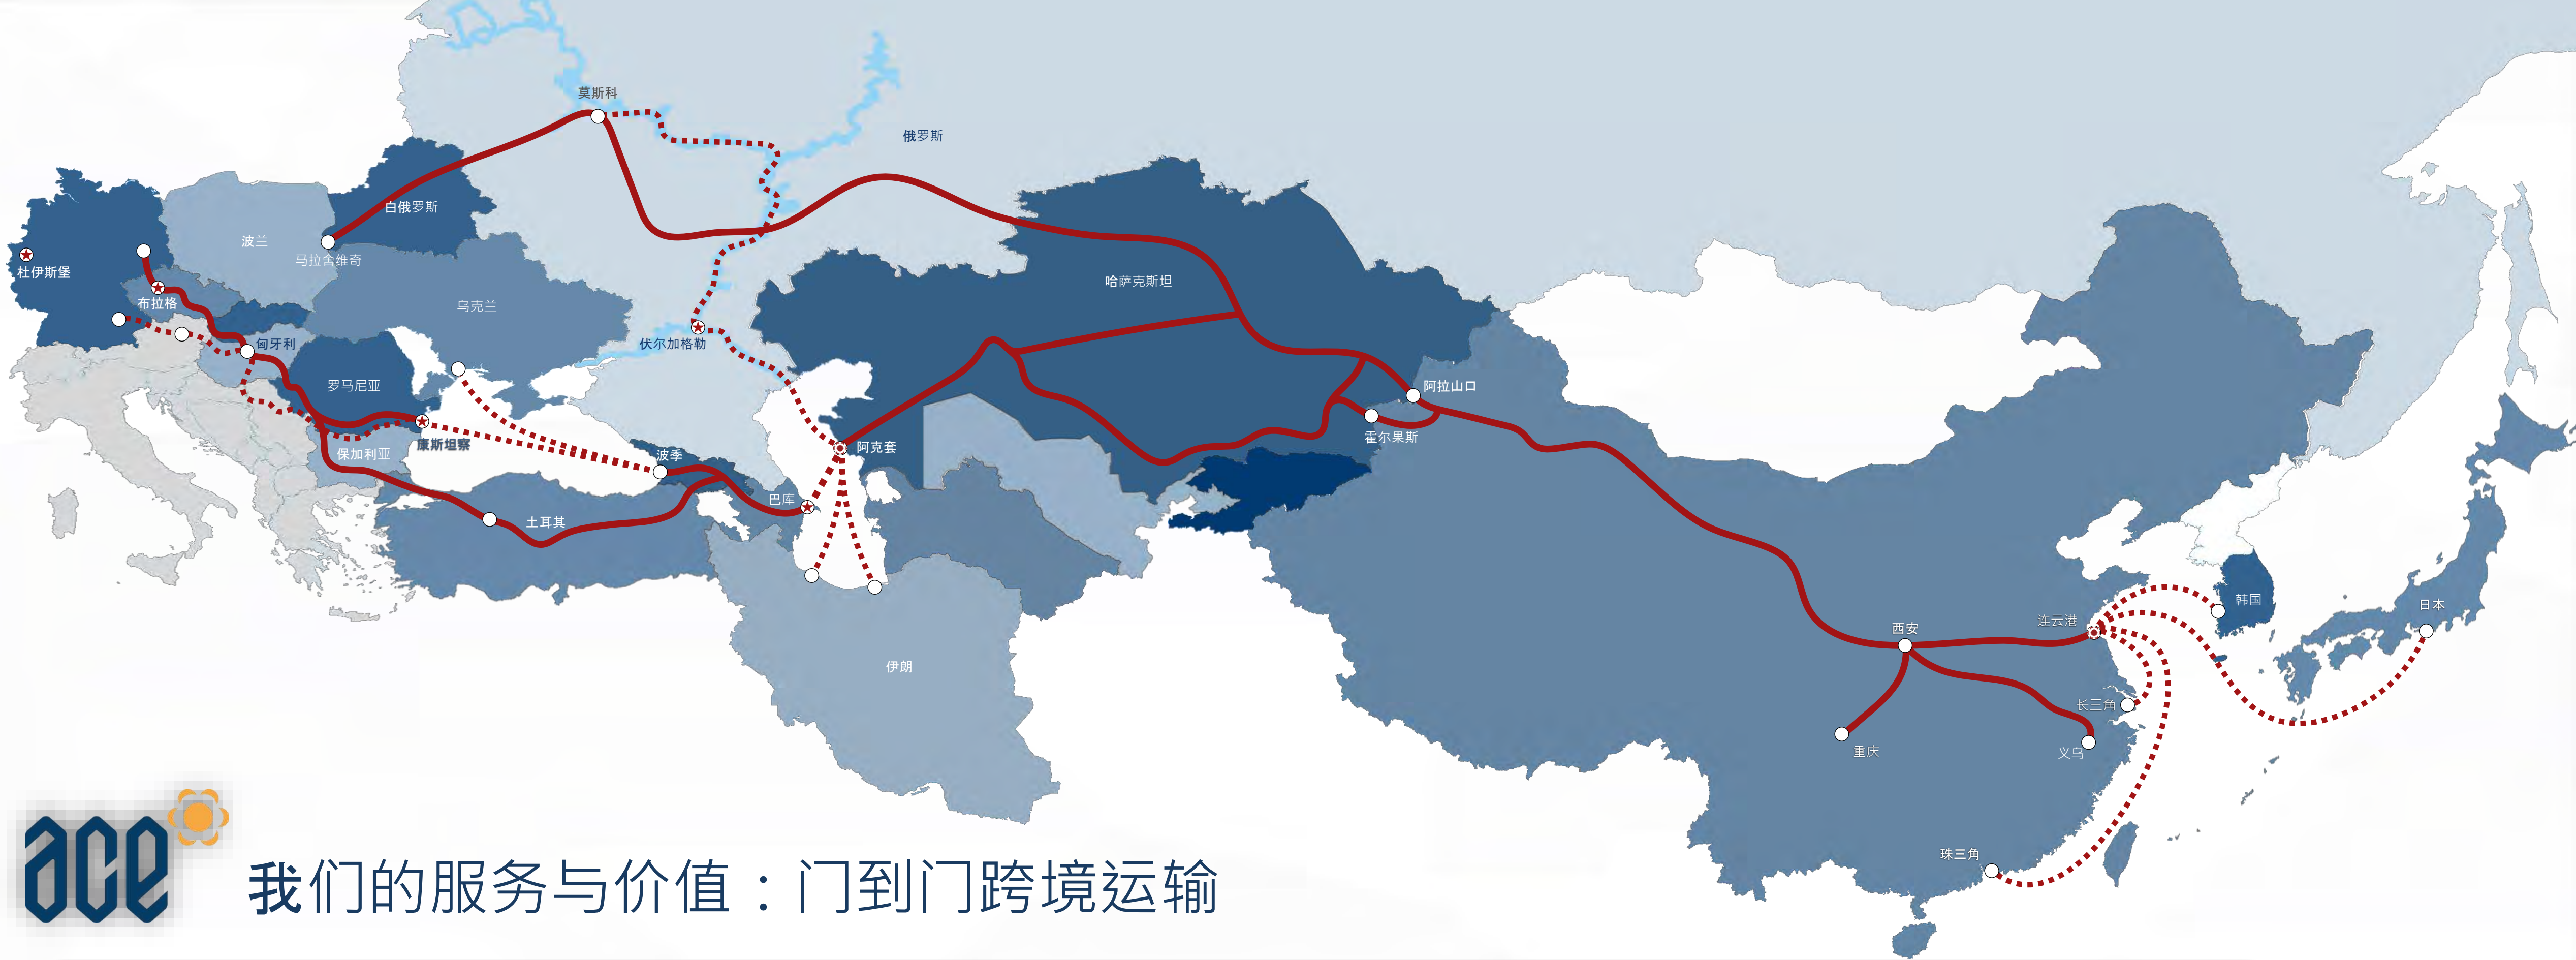 莫斯科
俄罗斯
白俄罗斯
波兰
马拉舍维奇
杜伊斯堡
布拉格
乌克兰
哈萨克斯坦
伏尔加格勒
匈牙利
罗马尼亚
阿拉山口
康斯坦察
霍尔果斯
保加利亚
波季
阿克套
巴库
土耳其
韩国
日本
连云港
西安
伊朗
长三角
重庆
义乌
珠三角
ace
我们的服务与价值：门到门跨境运输